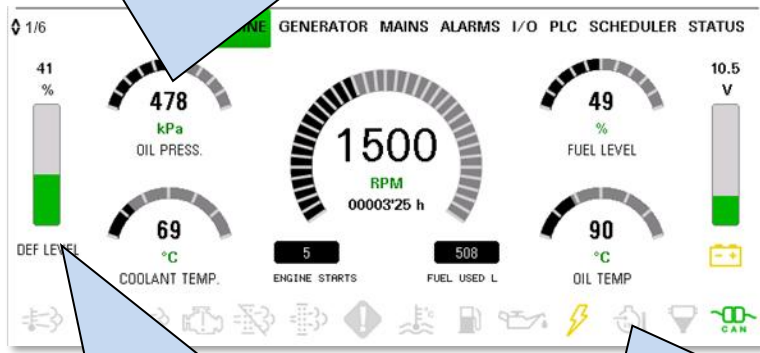 1/6
GENERATOR MAINS ALARMS I/O PLC SCHEDULER STATUS
41
%
DEF LEVEL
478
kPa
OIL PRESS.
69
°C
COOLANT TEMP.
1500
RPM
00003'25 h
5
ENGINE STARTS
508
FUEL USED L
49
%
FUEL LEVEL
90
°C
OIL TEMP
10.5
V
CAN